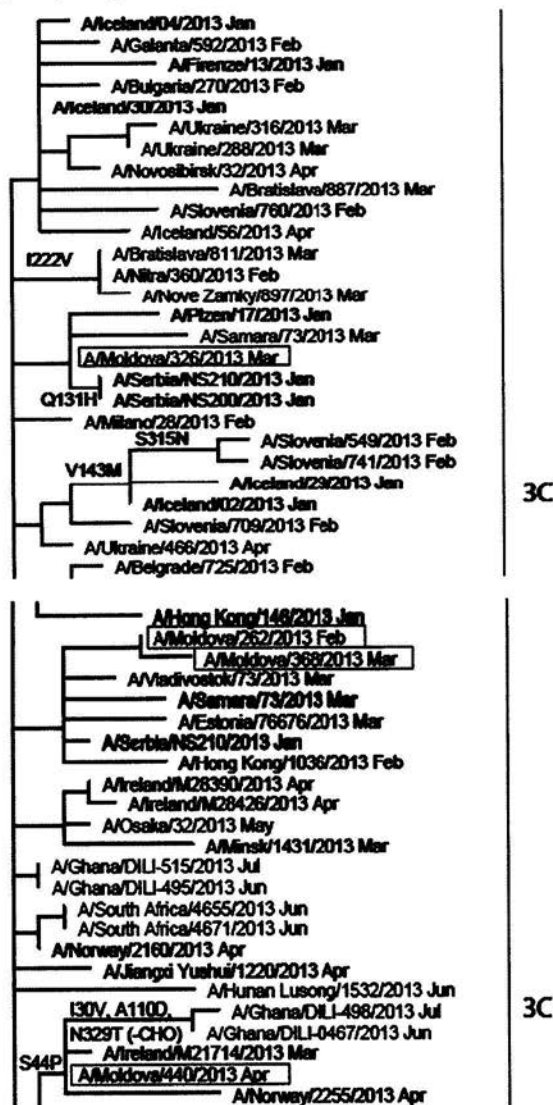 A/Iceland/04/2013 Jan
A/Galanta/592/2013 Feb
A/Firenze/13/2013 Jan
A/Bulgaria/270/2013 Feb
A/Iceland/30/2013 Jan
A/Ukraine/316/2013 Mar
A/Ukraine/288/2013 Mar
A/Novosibirsk/32/2013 Apr
A/Bratislava/887/2013 Mar
A/Slovenia/760/2013 Feb
A/Iceland/56/2013 Apr
I222V
A/Bratislava/811/2013 Mar
A/Nitra/360/2013 Feb
A/Nove Zamky/897/2013 Mar
A/Plzen/17/2013 Jan
A/Samara/73/2013 Mar
A/Moldova/326/2013 Mar
A/Serbia/NS210/2013 Jan
Q131H
A/Serbia/NS200/2013 Jan
A/Milano/28/2013 Feb
S315N
A/Slovenia/549/2013 Feb
A/Slovenia/741/2013 Feb
V143M
A/Iceland/29/2013 Jan
A/Iceland/02/2013 Jan
3C
A/Slovenia/709/2013 Feb
A/Ukraine/466/2013 Apr
A/Belgrade/725/2013 Feb
A/Hong Kong/146/2013 Jan
A/Moldova/262/2013 Feb
A/Moldova/368/2013 Mar
A/Vladivostok/73/2013 Mar
A/Samara/73/2013 Mar
A/Estonia/76676/2013 Mar
A/Serbia/NS210/2013 Jan
A/Hong Kong/1036/2013 Feb
A/Ireland/M28390/2013 Apr
A/Ireland/M28426/2013 Apr
A/Osaka/32/2013 May
A/Minsk/1431/2013 Mar
A/Ghana/DILI-515/2013 Jul
A/Ghana/DILI-495/2013 Jun
A/South Africa/4655/2013 Jun
A/South Africa/4671/2013 Jun
A/Norway/2160/2013 Apr
A/Jiangxi Yushui/1220/2013 Apr
A/Hunan Lusong/1532/2013 Jun
3C
I30V, A110D,
A/Ghana/DILI-498/2013 Jul
N329T (-CHO)
A/Ghana/DILI-0467/2013 Jun
A/Ireland/M21714/2013 Mar
S44P
A/Moldova/440/2013 Apr
A/Norway/2255/2013 Apr